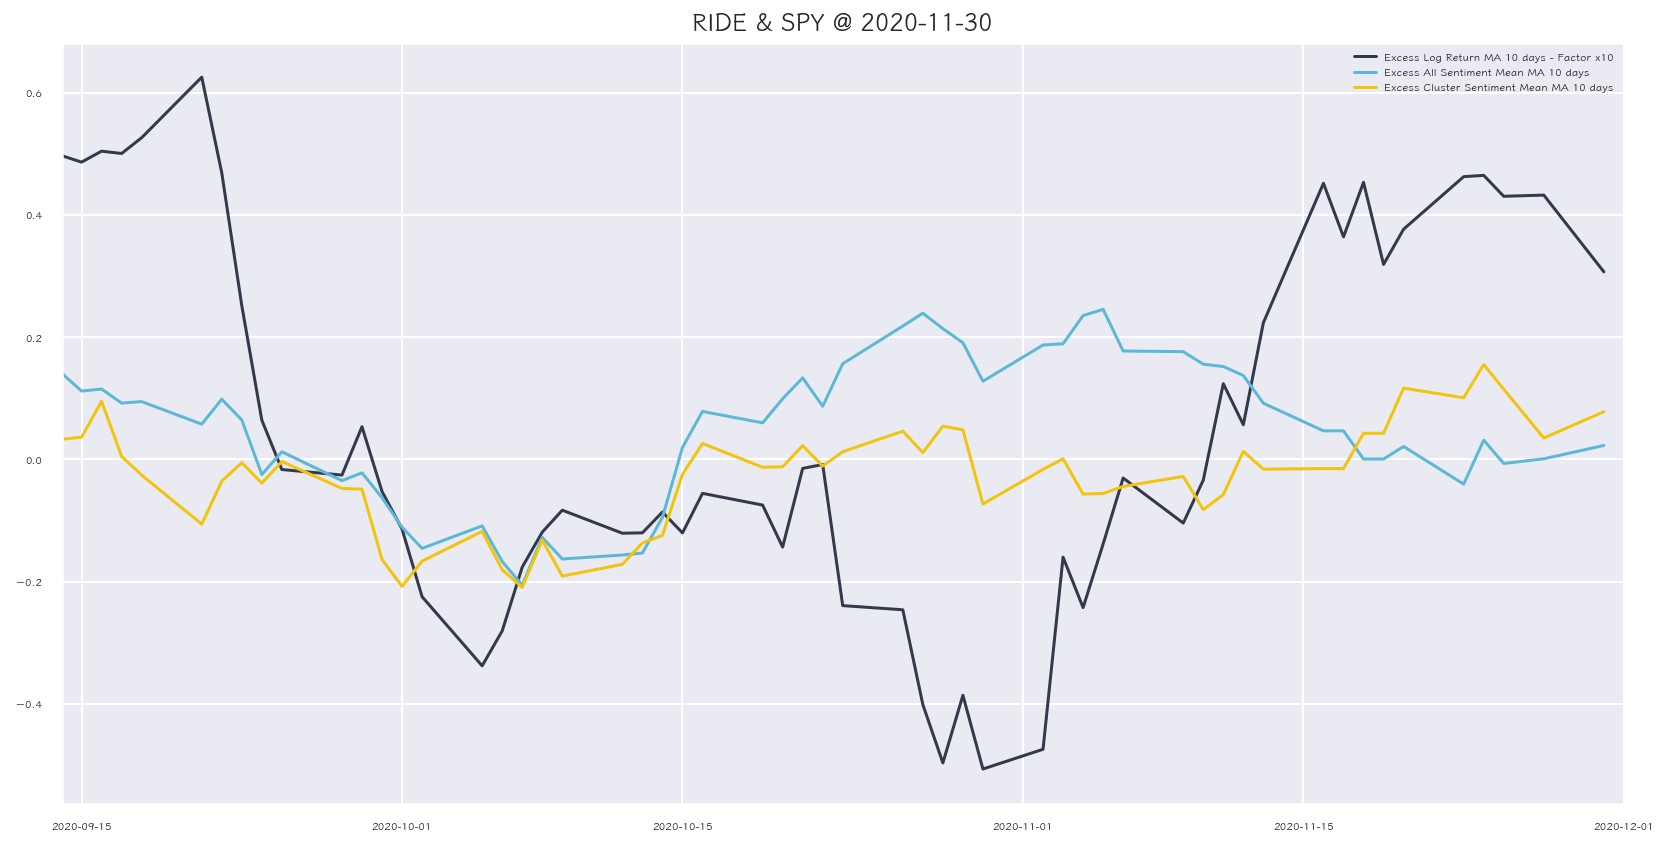 RIDE & SPY @ 2020-11-30
Excess Log Return MA 10 days - Factor x10
Excess All Sentiment Mean MA 10 days
Excess Cluster Sentiment Mean MA 10 days
0.6
0.4
0.2
0.0
−0.2
−0.4
2020-09-15 2020-10-01 2020-10-15 2020-11-01 2020-11-15 2020-12-01